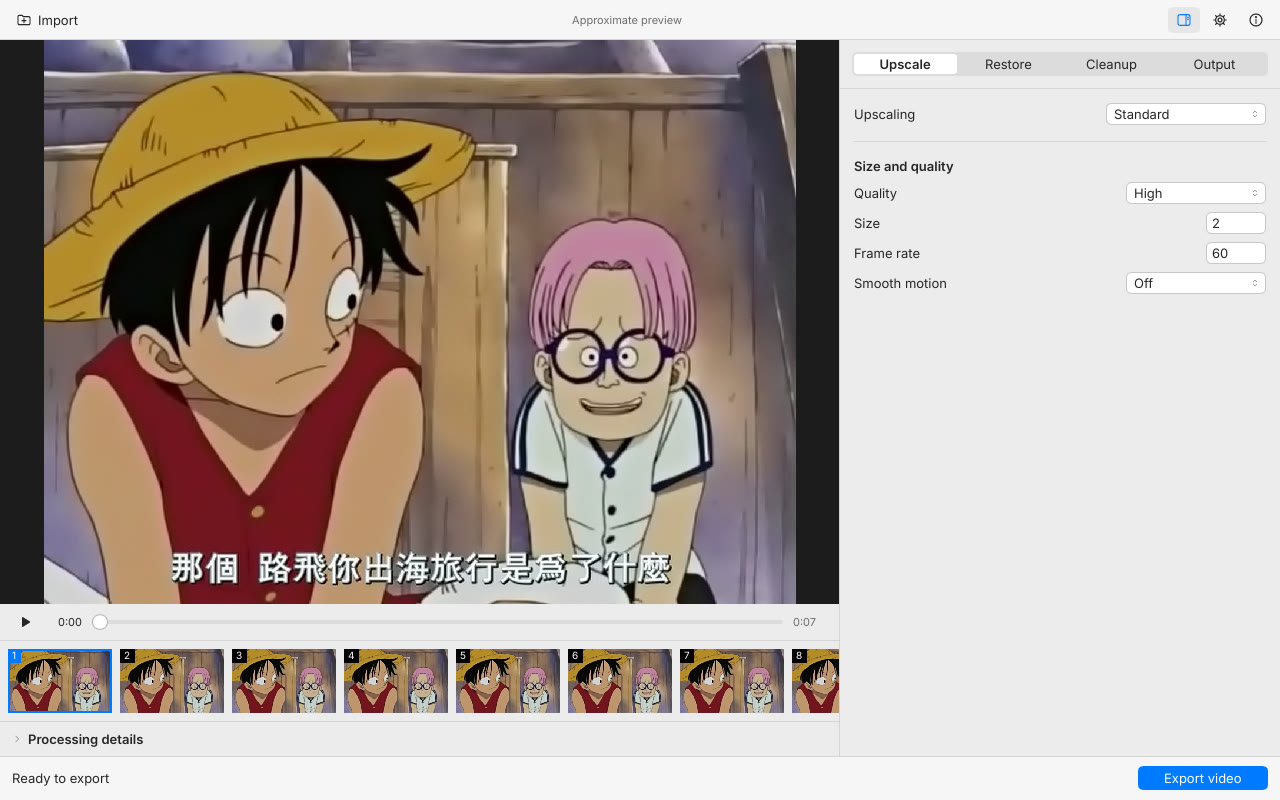 Import
Approximate preview
Upscale
Restore
Cleanup
Output
Upscaling
Standard
Size and quality
Quality
High
Size
2
Frame rate
60
Smooth motion
Off
那個 路飛你出海旅行是為了什麼
0:00
0:07
1
2
3
4
5
6
7
8
Processing details
Ready to export
Export video